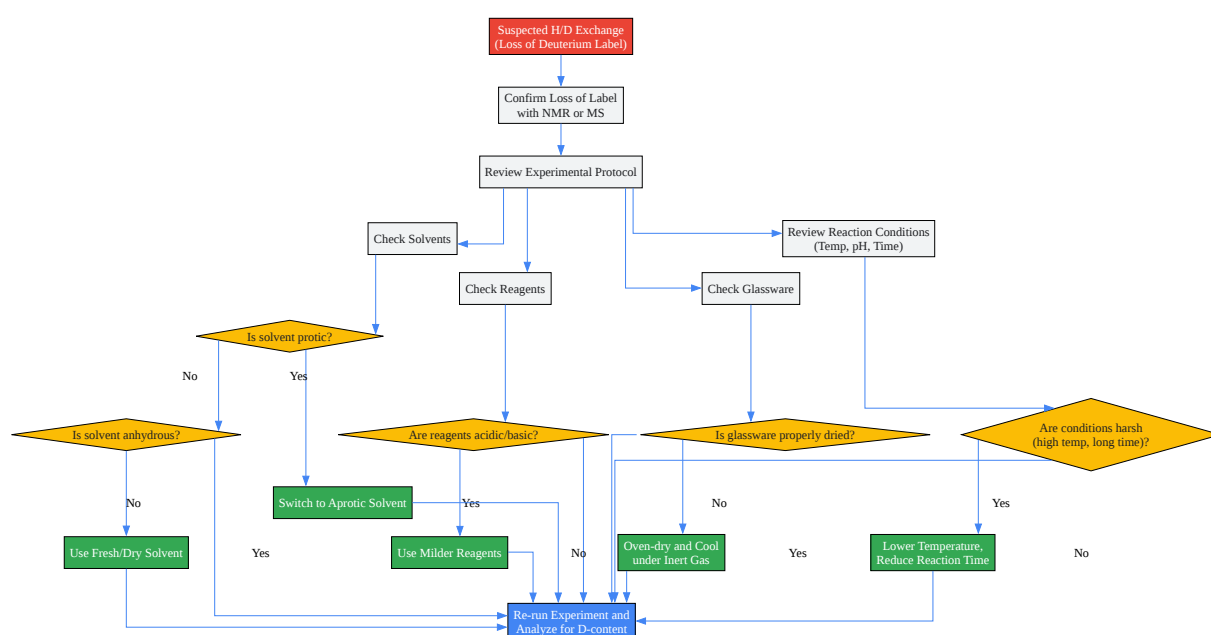 Suspected H/D Exchange
(Loss of Deuterium Label)
Confirm Loss of Label
with NMR or MS
Review Experimental Protocol
Check Solvents
Review Reaction Conditions
(Temp, pH, Time)
Check Reagents
Check Glassware
Is solvent protic?
No
Yes
Is solvent anhydrous?
Are reagents acidic/basic?
Is glassware properly dried?
Are conditions harsh
(high temp, long time)?
No
Switch to Aprotic Solvent
Yes
No
Yes
Use Fresh/Dry Solvent
Yes
Use Milder Reagents
No
Oven-dry and Cool
under Inert Gas
Yes
Lower Temperature,
Reduce Reaction Time
No
Re-run Experiment and
Analyze for D-content